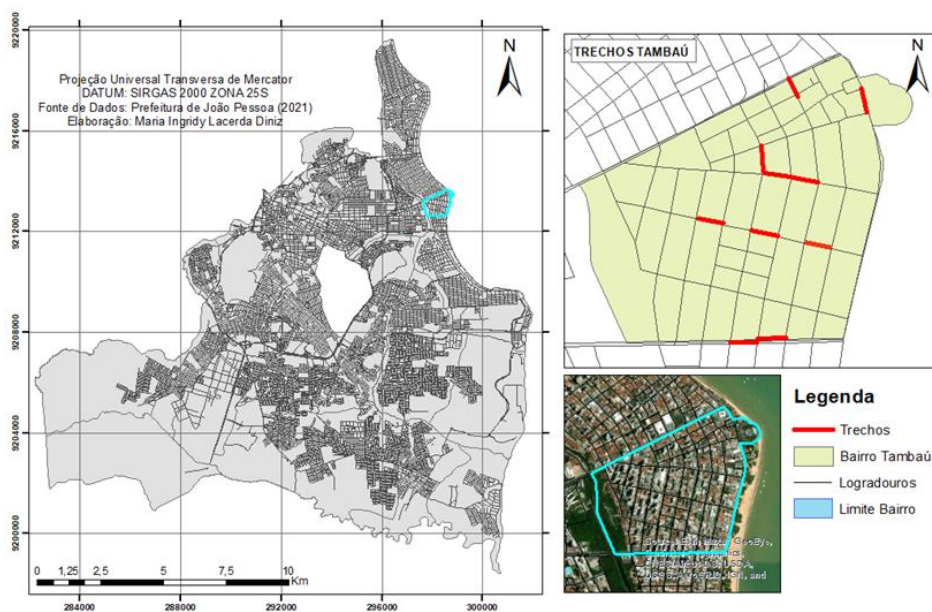 9220000
9216000
9212000
9208000
9204000
9200000
Projeção Universal Transversa de Mercator
DATUM: SIRGAS 2000 ZONA 25S
Fonte de Dados: Prefeitura de João Pessoa (2021)
Elaboração: Maria Ingridy Lacerda Diniz
N
0 1,25 2,5 5 7,5 10
Km
284000 288000 292000 296000 300000
TRECHOS TAMBAÚ
N
Legenda
Trechos
Bairro Tambaú
Logradouros
Limite Bairro